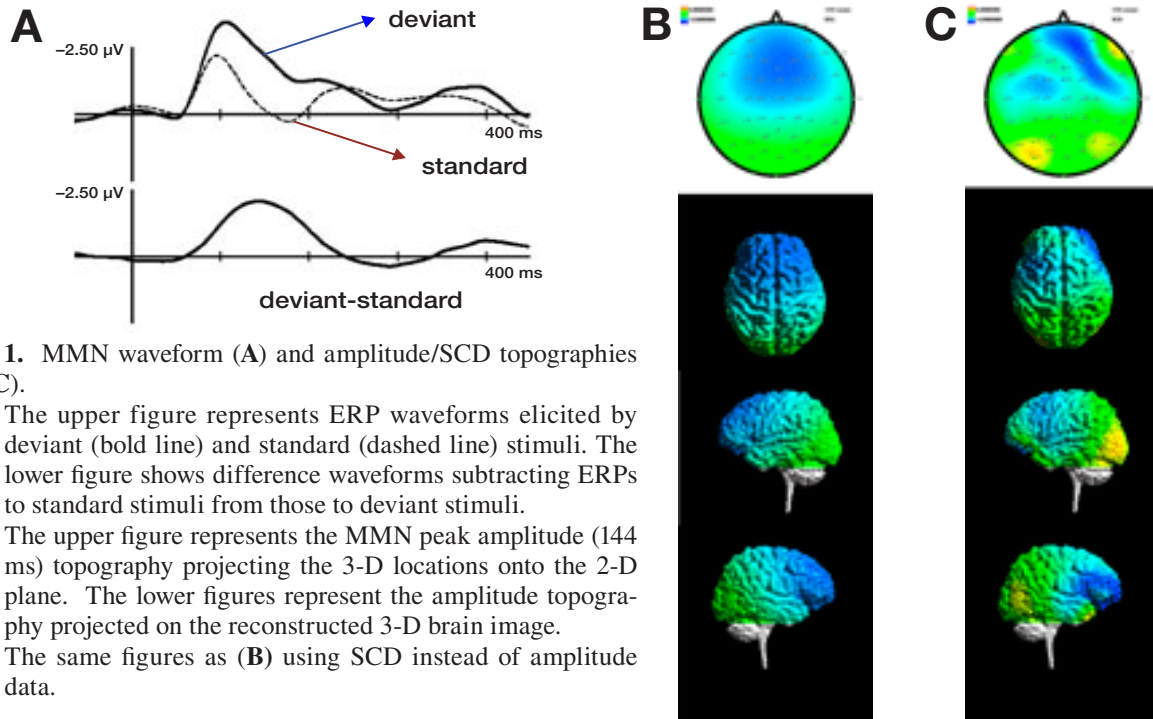 A
B
C
deviant
−2.50 μV
400 ms
standard
−2.50 μV
400 ms
deviant-standard
1. MMN waveform (A) and amplitude/SCD topographies
C).
The upper figure represents ERP waveforms elicited by
deviant (bold line) and standard (dashed line) stimuli. The
lower figure shows difference waveforms subtracting ERPs
to standard stimuli from those to deviant stimuli.
The upper figure represents the MMN peak amplitude (144
ms) topography projecting the 3-D locations onto the 2-D
plane. The lower figures represent the amplitude topogra-
phy projected on the reconstructed 3-D brain image.
The same figures as (B) using SCD instead of amplitude
data.